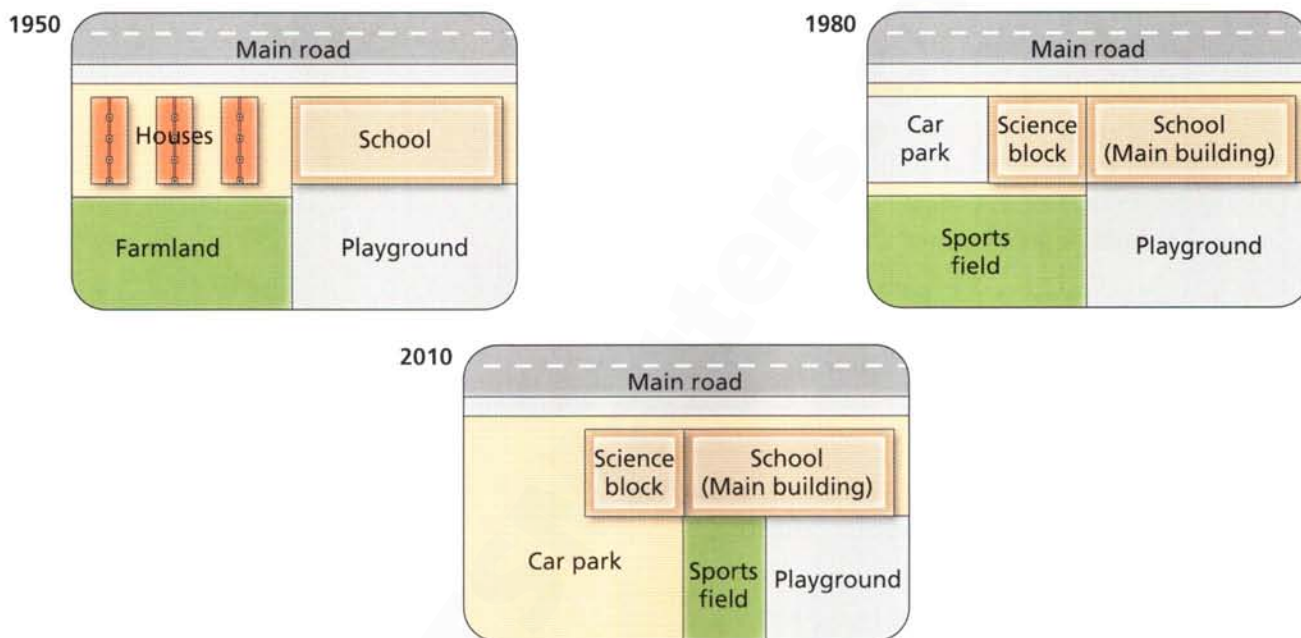 1950
Main road
Houses
School
Farmland
Playground
1980
Main road
Car
park
Science
block
School
(Main building)
Sports
field
Playground
2010
Main road
Science
block
School
(Main building)
Car park
Sports
field
Playground